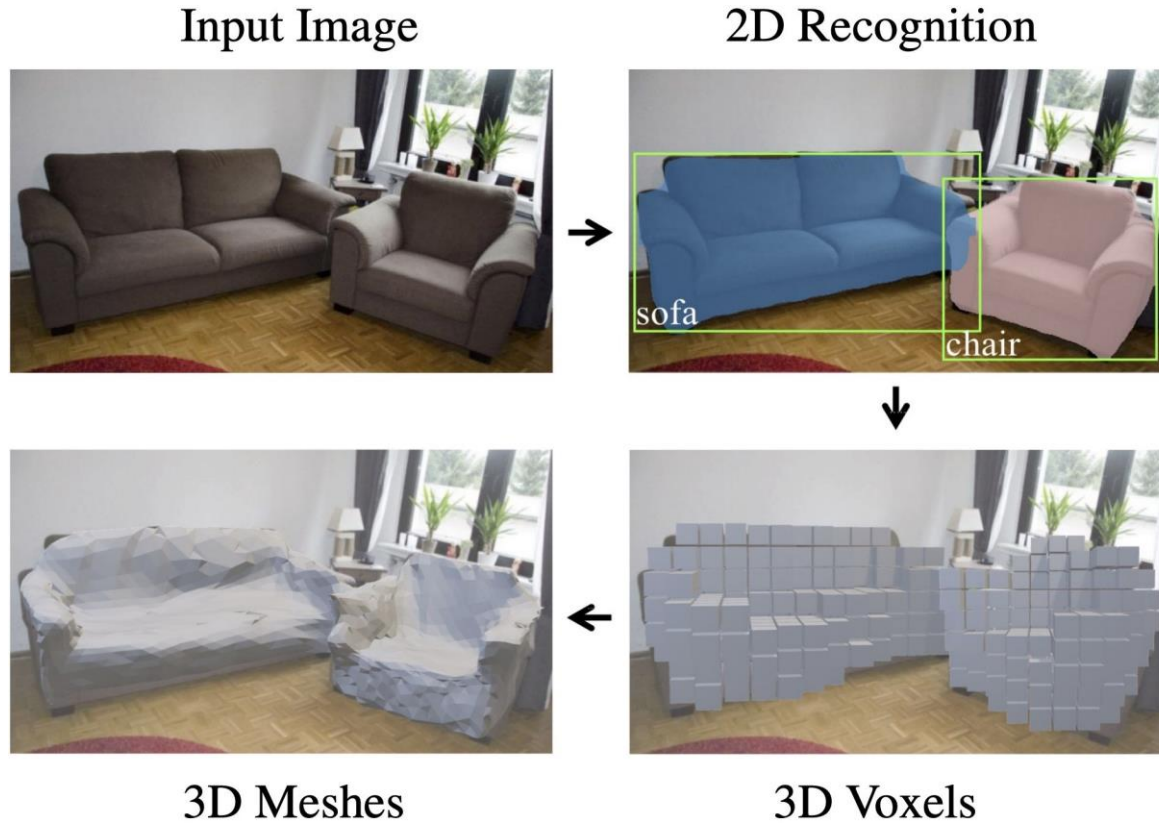 Input Image
2D Recognition
sofa
chair
3D Meshes
3D Voxels